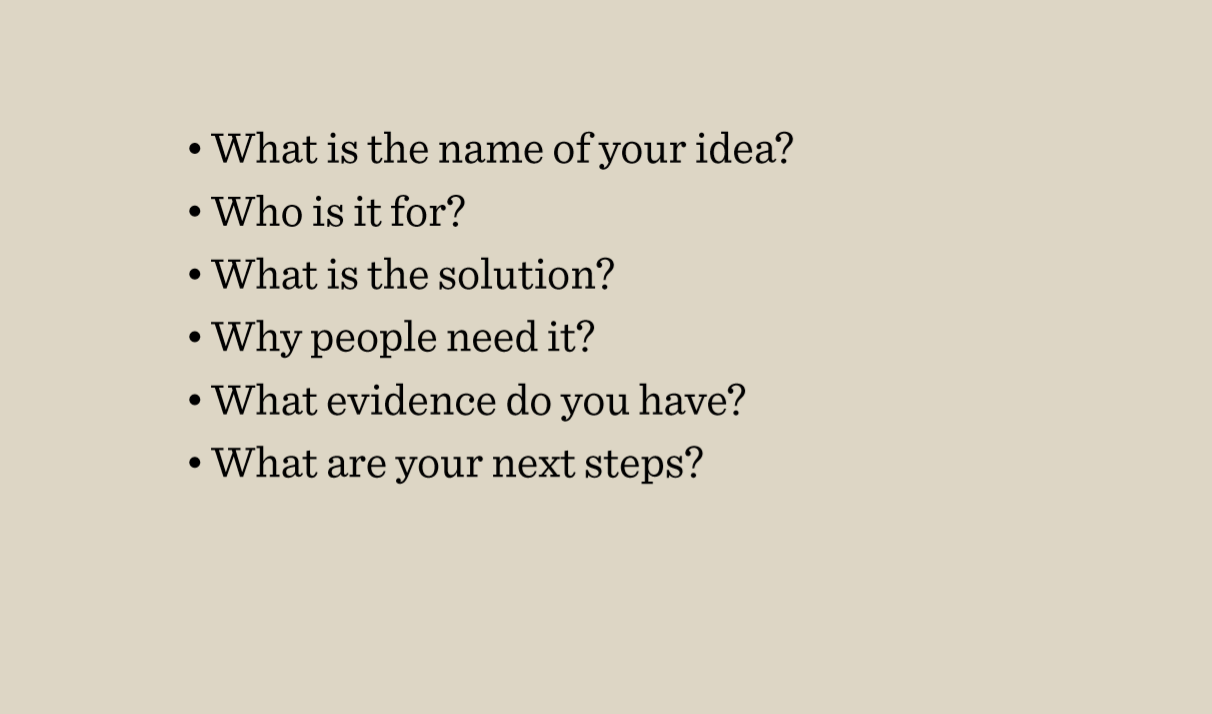 • What is the name of your idea?
• Who is it for?
• What is the solution?
• Why people need it?
• What evidence do you have?
• What are your next steps?